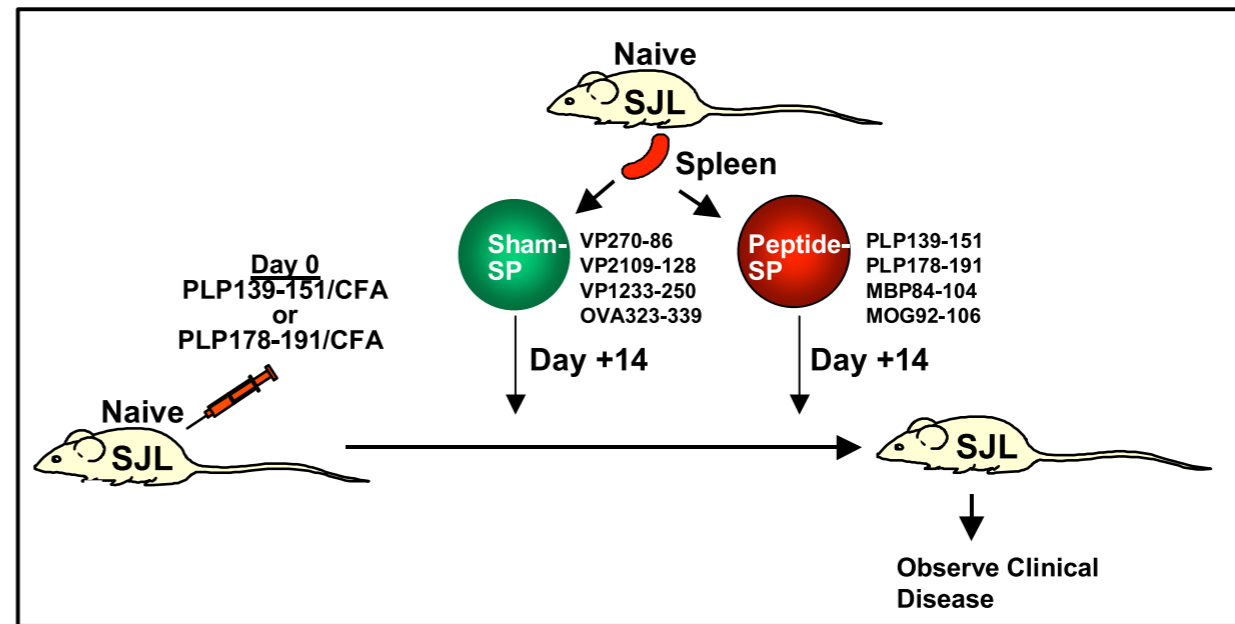 Naive
SJL
Spleen
Sham-
SP
VP270-86
VP2109-128
VP1233-250
OVA323-339
Peptide-
SP
PLP139-151
PLP178-191
MBP84-104
MOG92-106
Day 0
PLP139-151/CFA
or
PLP178-191/CFA
Day +14
Day +14
Naive
SJL
SJL
Observe Clinical
Disease